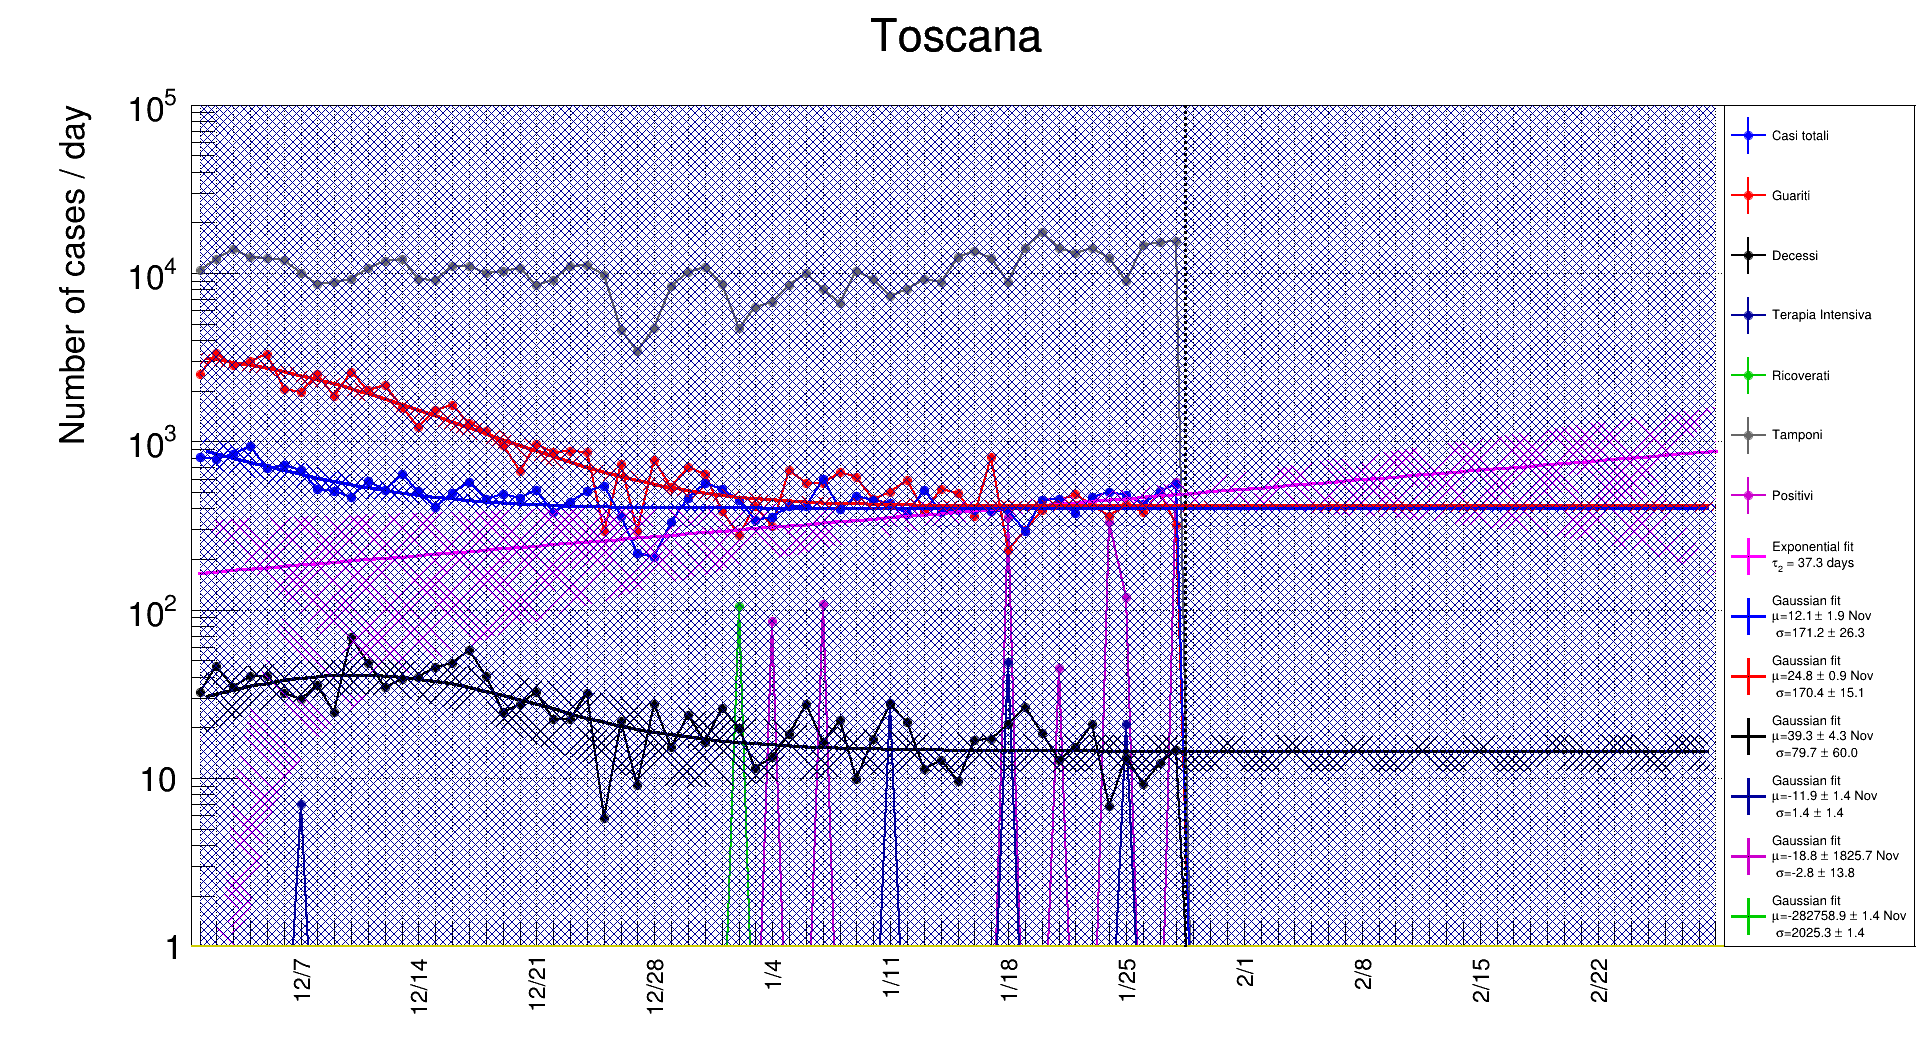 Toscana
Number of cases / day
10^5
10^4
10^3
10^2
10
1
12/7
12/14
12/21
12/28
1/4
1/11
1/18
1/25
2/1
2/8
2/15
2/22
Casi totali
Guariti
Decessi
Terapia Intensiva
Ricoverati
Tamponi
Positivi
Exponential fit
τ2 = 37.3 days
Gaussian fit
μ=12.1 ± 1.9 Nov
σ=171.2 ± 26.3
Gaussian fit
μ=24.8 ± 0.9 Nov
σ=170.4 ± 15.1
Gaussian fit
μ=39.3 ± 4.3 Nov
σ=79.7 ± 60.0
Gaussian fit
μ=-11.9 ± 1.4 Nov
σ=1.4 ± 1.4
Gaussian fit
μ=-18.8 ± 1825.7 Nov
σ=-2.8 ± 13.8
Gaussian fit
μ=-282758.9 ± 1.4 Nov
σ=2025.3 ± 1.4